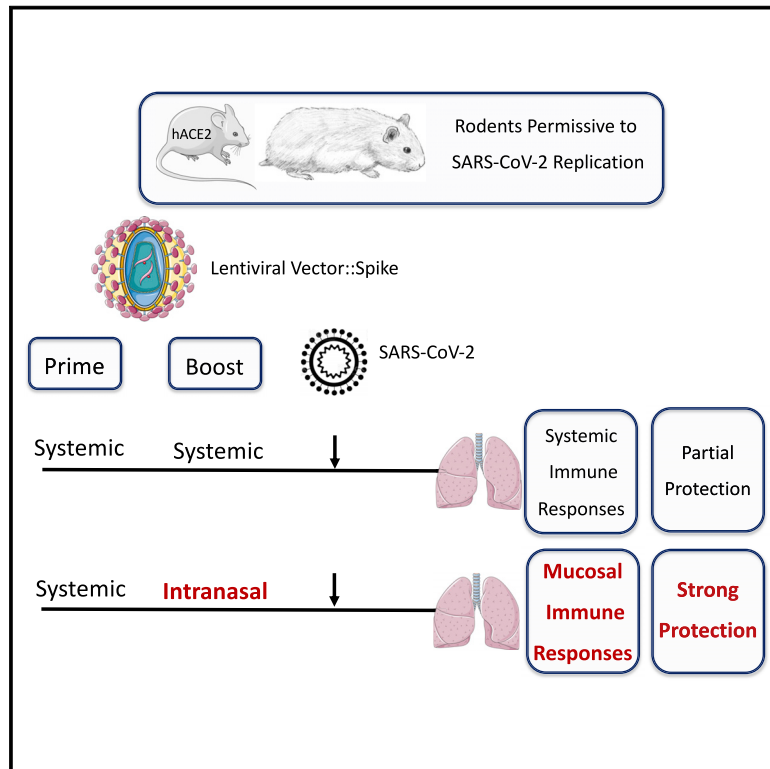 hACE2
Rodents Permissive to
SARS-CoV-2 Replication
Lentiviral Vector::Spike
Prime
Boost
SARS-CoV-2
Systemic
Systemic
Systemic
Immune
Responses
Partial
Protection
Systemic
Intranasal
Mucosal
Immune
Responses
Strong
Protection